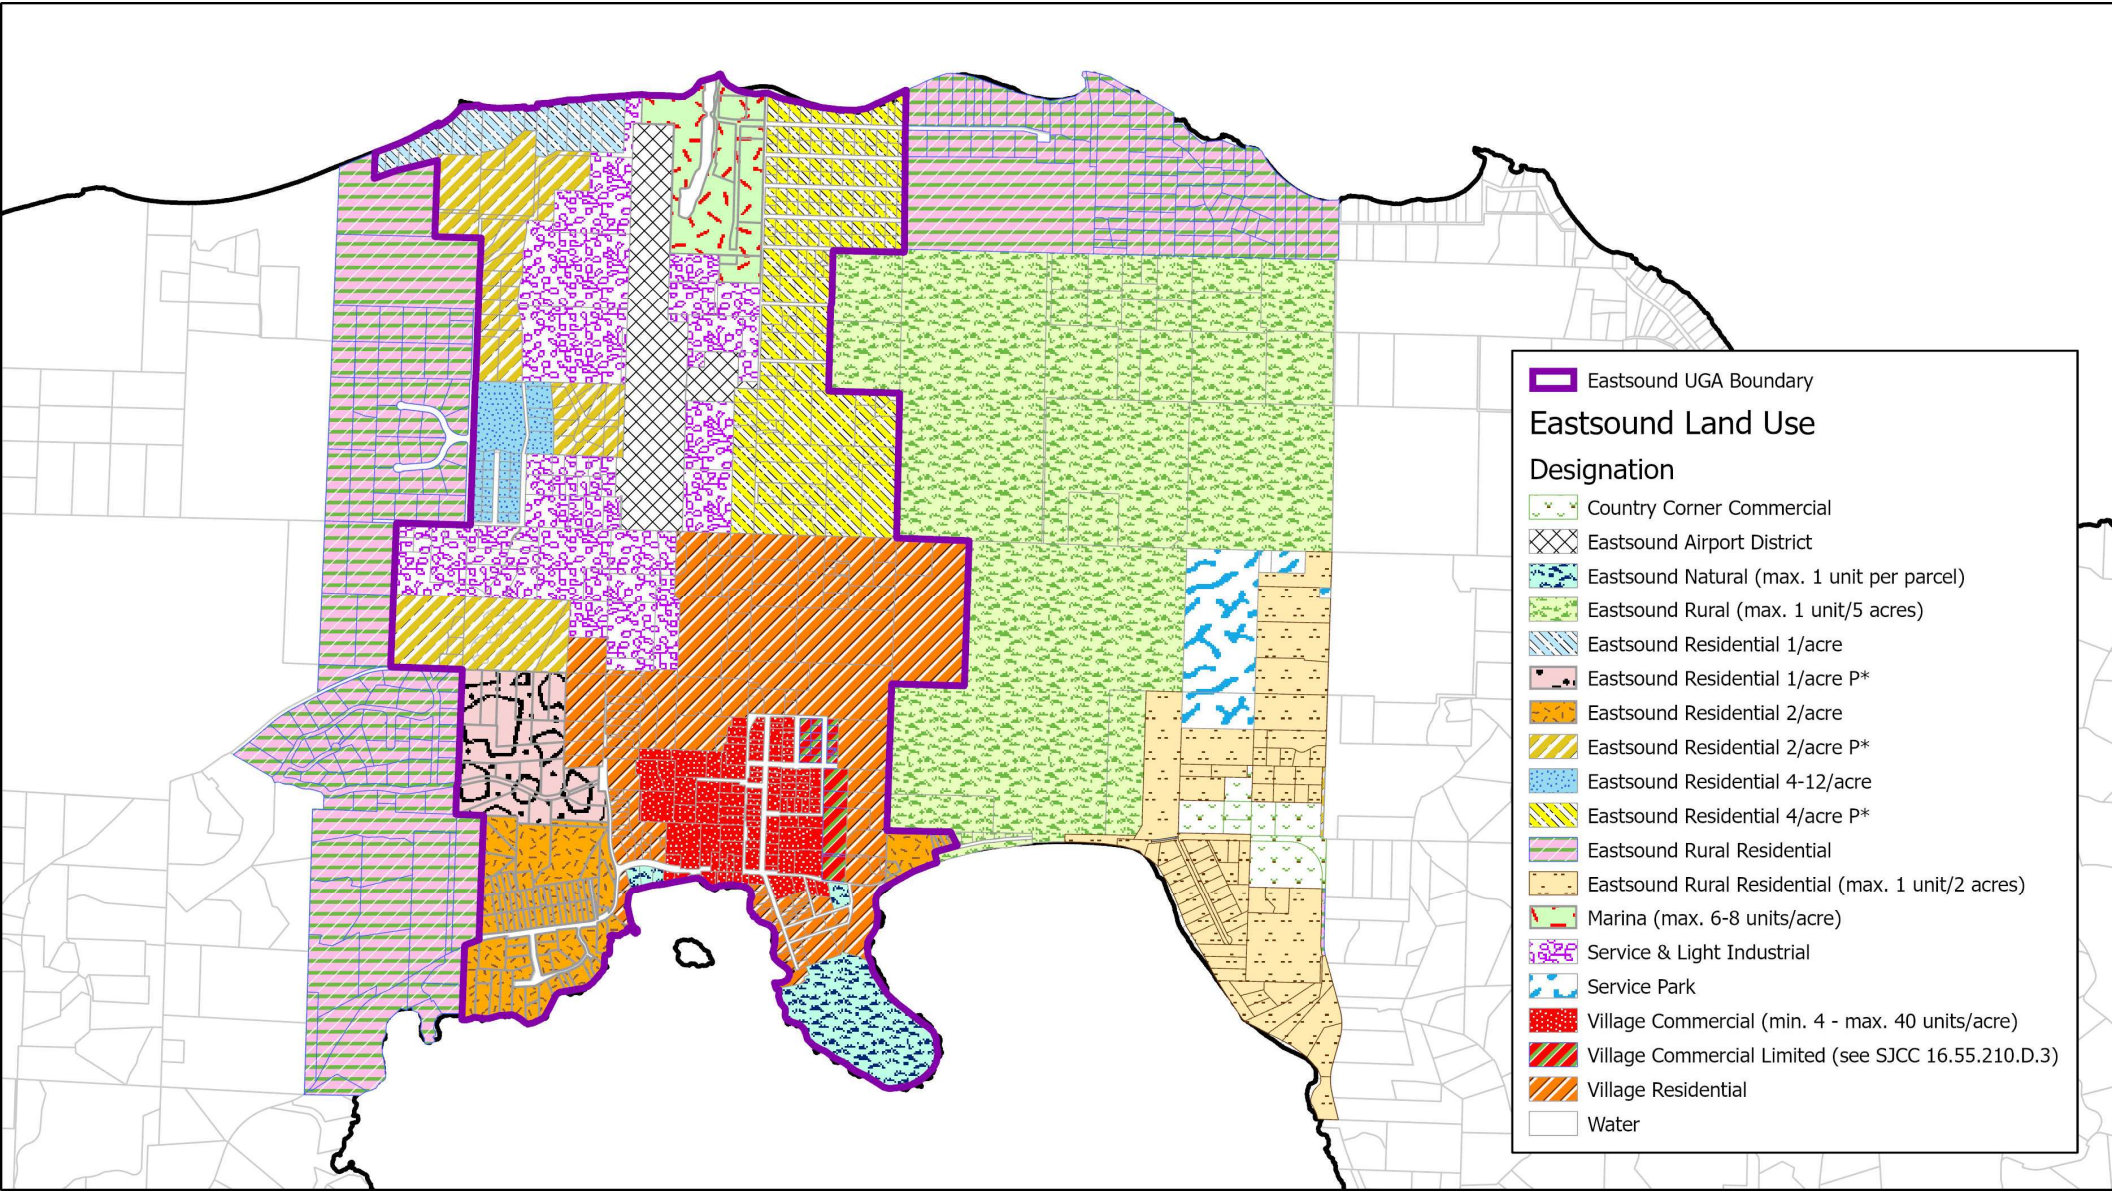 Eastsound UGA Boundary
Eastsound Land Use
Designation
Country Corner Commercial
Eastsound Airport District
Eastsound Natural (max. 1 unit per parcel)
Eastsound Rural (max. 1 unit/5 acres)
Eastsound Residential 1/acre
Eastsound Residential 1/acre P*
Eastsound Residential 2/acre
Eastsound Residential 2/acre P*
Eastsound Residential 4-12/acre
Eastsound Residential 4/acre P*
Eastsound Rural Residential
Eastsound Rural Residential (max. 1 unit/2 acres)
Marina (max. 6-8 units/acre)
Service & Light Industrial
Service Park
Village Commercial (min. 4 - max. 40 units/acre)
Village Commercial Limited (see SJCC 16.55.210.D.3)
Village Residential
Water